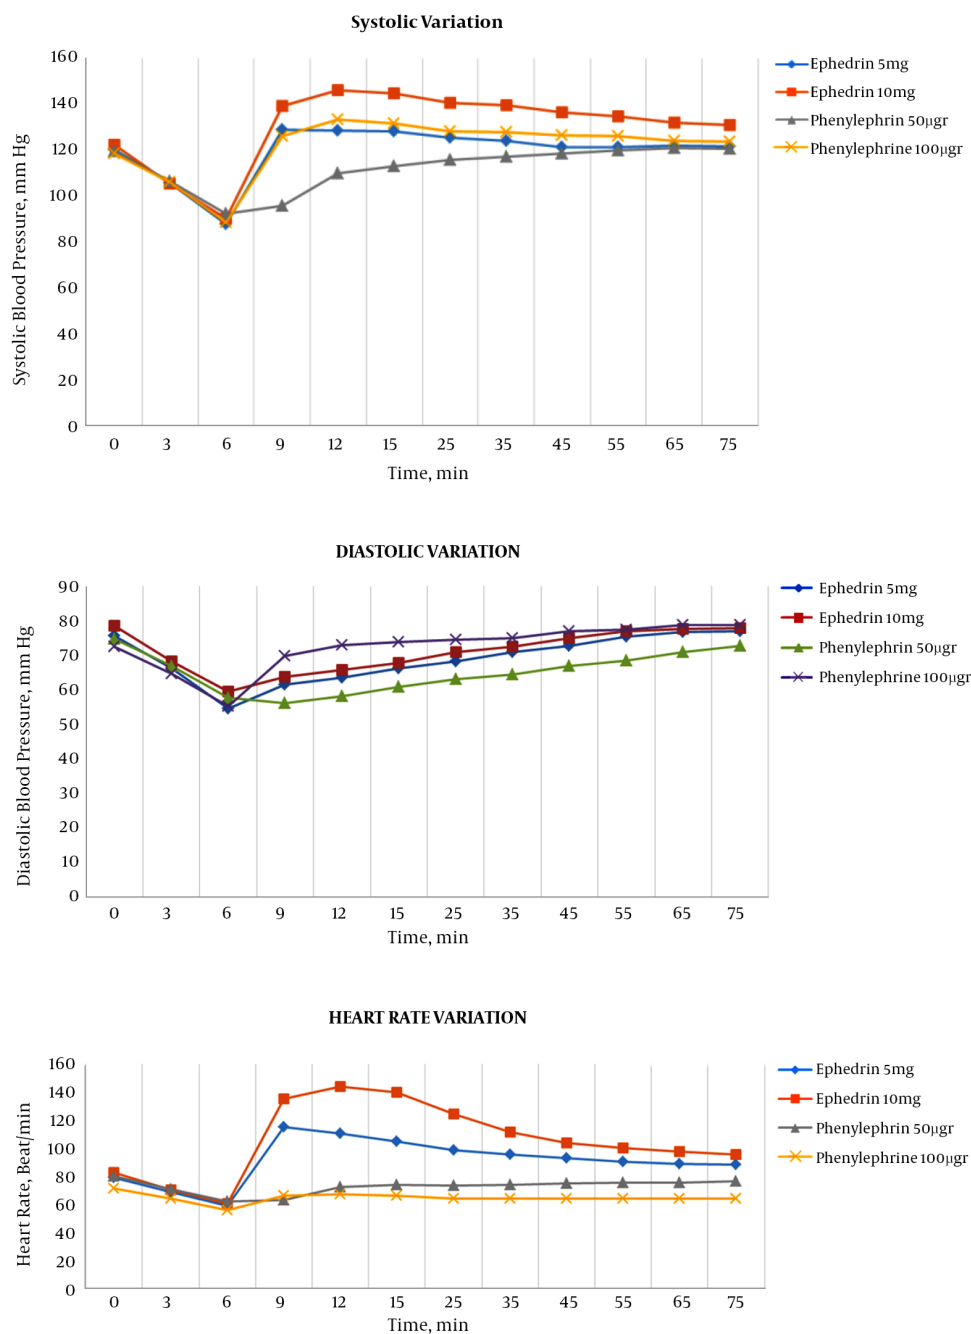 Systolic Variation
160
140
120
100
80
60
40
20
0
Systolic Blood Pressure, mm Hg
0 3 6 9 12 15 25 35 45 55 65 75
Time, min
Ephedrin 5mg
Ephedrin 10mg
Phenylephrin 50µgr
Phenylephrine 100µgr
DIASTOLIC VARIATION
90
80
70
60
50
40
30
20
10
0
Diastolic Blood Pressure, mm Hg
0 3 6 9 12 15 25 35 45 55 65 75
Time, min
Ephedrin 5mg
Ephedrin 10mg
Phenylephrin 50µgr
Phenylephrine 100µgr
HEART RATE VARIATION
160
140
120
100
80
60
40
20
0
Heart Rate, Beat/min
0 3 6 9 12 15 25 35 45 55 65 75
Time, min
Ephedrin 5mg
Ephedrin 10mg
Phenylephrin 50µgr
Phenylephrine 100µgr